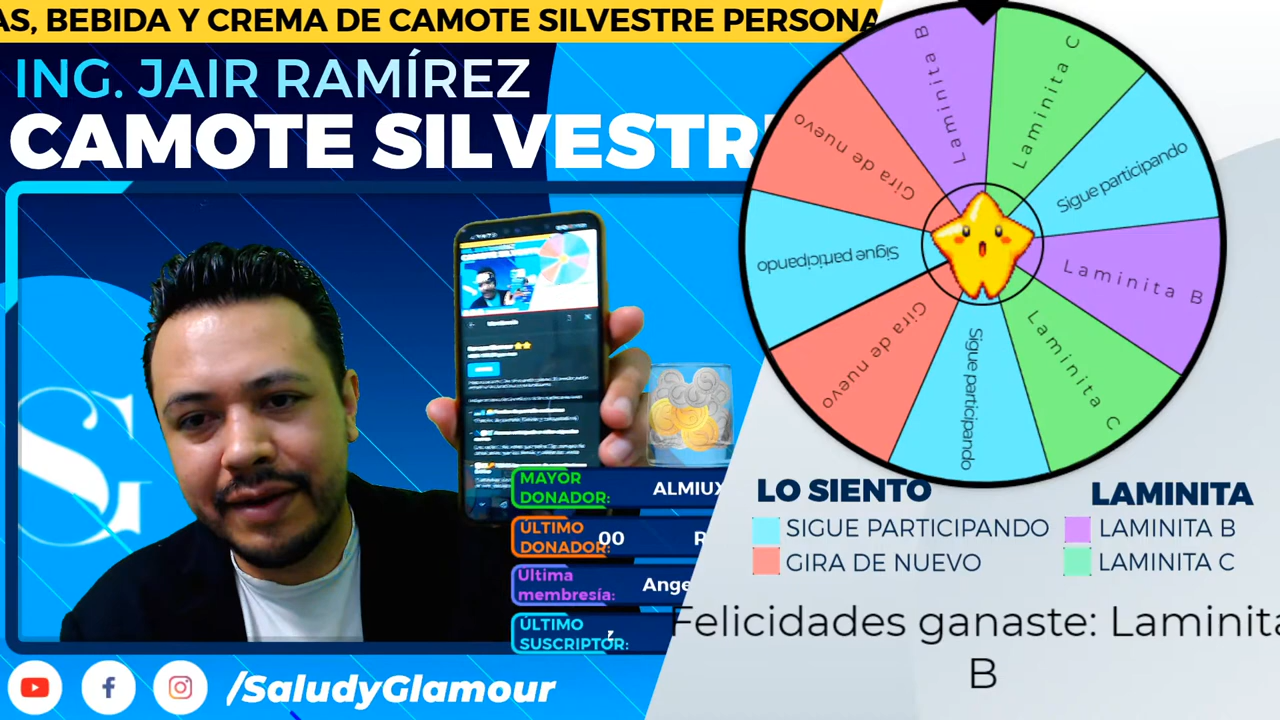 AS, BEBIDA Y CREMA DE CAMOTE SILVESTRE PERSONA
ING. JAIR RAMÍREZ
CAMOTE SILVESTR
Laminita B
Laminita C
Sigue participando
Laminita B
Laminita C
Sigue participando
Gira de nuevo
Sigue participando
Gira de nuevo
LO SIENTO
SIGUE PARTICIPANDO
GIRA DE NUEVO
LAMINITA
LAMINITA B
LAMINITA C
Felicidades ganaste: Laminita
B
MAYOR
DONADOR:
ALMIUX
ÚLTIMO
DONADOR:
00 R
Última
membresía:
Ange
ÚLTIMO
SUSCRIPTOR:
/SaludyGlamour